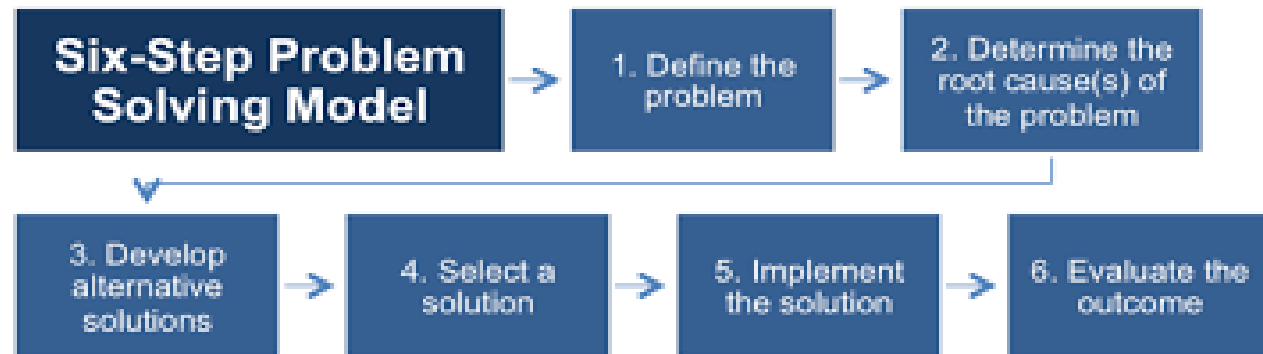 Six-Step Problem
Solving Model
1. Define the
problem
2. Determine the
root cause(s) of
the problem
3. Develop
alternative
solutions
4. Select a
solution
5. Implement
the solution
6. Evaluate the
outcome